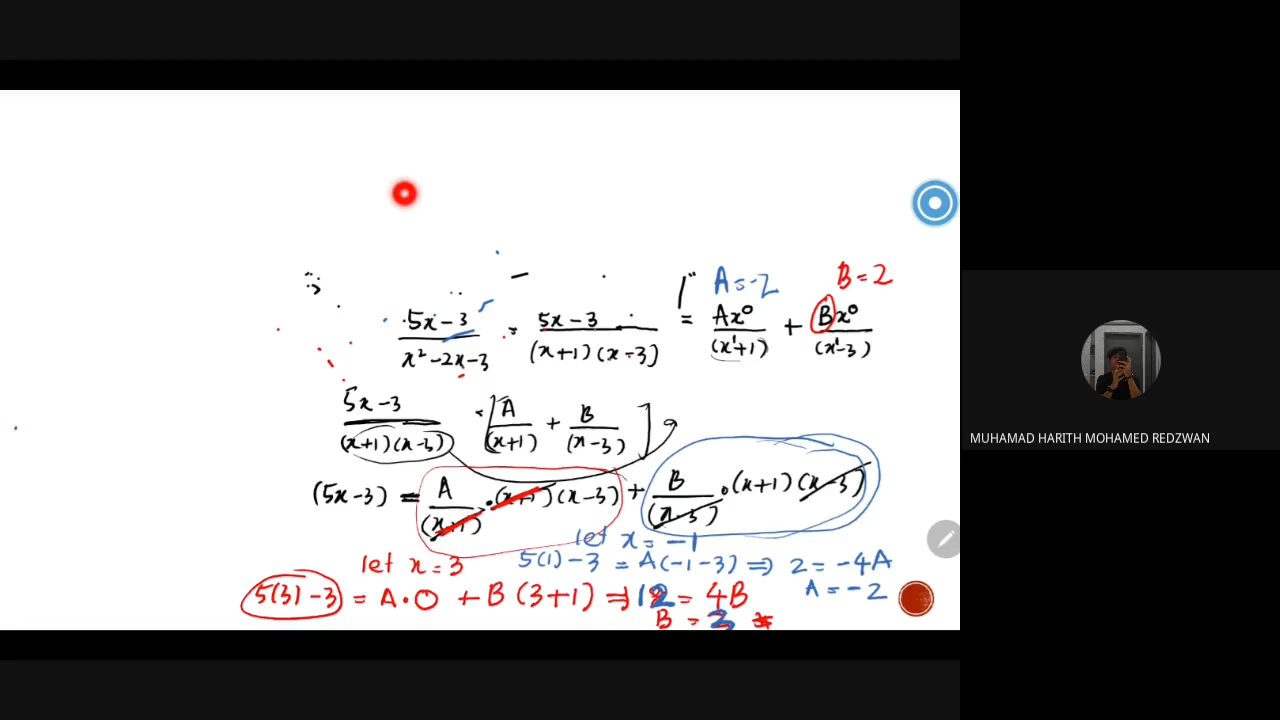 A = -2 B = 2
5x - 3 / x² - 2x - 3 = 5x - 3 / (x+1)(x-3) = Ax⁰ / (x¹+1) + Bx⁰ / (x¹-3)
5x - 3 / (x+1)(x-3) = [A / (x+1) + B / (x-3)]
(5x-3) = A / (x+1) · (x+1)(x-3) + B / (x-3) · (x+1)(x-3)
let x = -1
let x = 3 5(1) - 3 = A(-1-3) ⇒ 2 = -4A
5(3) - 3 = A·0 + B(3+1) ⇒ 12 = 4B A = -2
B = 3
MUHAMAD HARITH MOHAMED REDZWAN